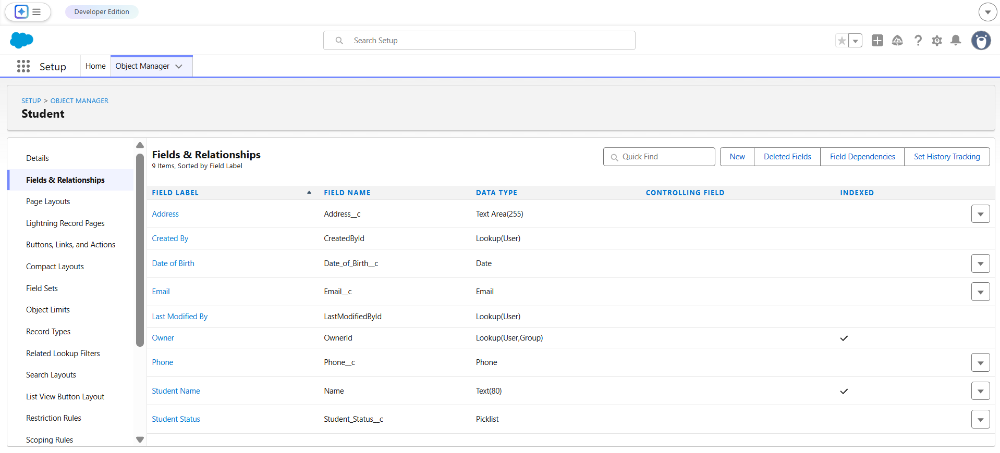 Developer Edition
Search Setup
Setup
Home
Object Manager
SETUP > OBJECT MANAGER
Student
Details
Fields & Relationships
Page Layouts
Lightning Record Pages
Buttons, Links, and Actions
Compact Layouts
Field Sets
Object Limits
Record Types
Related Lookup Filters
Search Layouts
List View Button Layout
Restriction Rules
Scoping Rules
Fields & Relationships
9 Items, Sorted by Field Label
Quick Find
New
Deleted Fields
Field Dependencies
Set History Tracking
FIELD LABEL FIELD NAME DATA TYPE CONTROLLING FIELD INDEXED
Address Address__c Text Area(255)
Created By CreatedById Lookup(User)
Date of Birth Date_of_Birth__c Date
Email Email__c Email
Last Modified By LastModifiedById Lookup(User)
Owner OwnerId Lookup(User,Group)
Phone Phone__c Phone
Student Name Name Text(80)
Student Status Student_Status__c Picklist